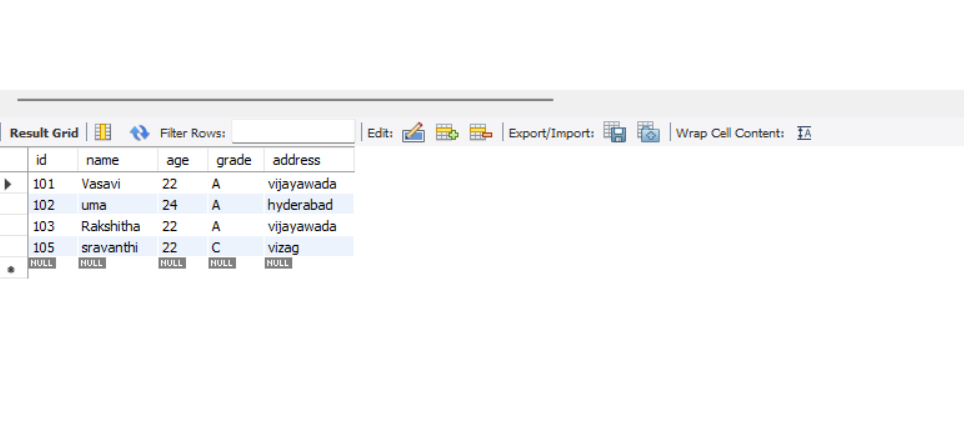 Result Grid Filter Rows: Edit: Export/Import: Wrap Cell Content: IA
id name age grade address
101 Vasavi 22 A vijayawada
102 uma 24 A hyderabad
103 Rakshitha 22 A vijayawada
105 sravanthi 22 C vizag
NULL NULL NULL NULL NULL